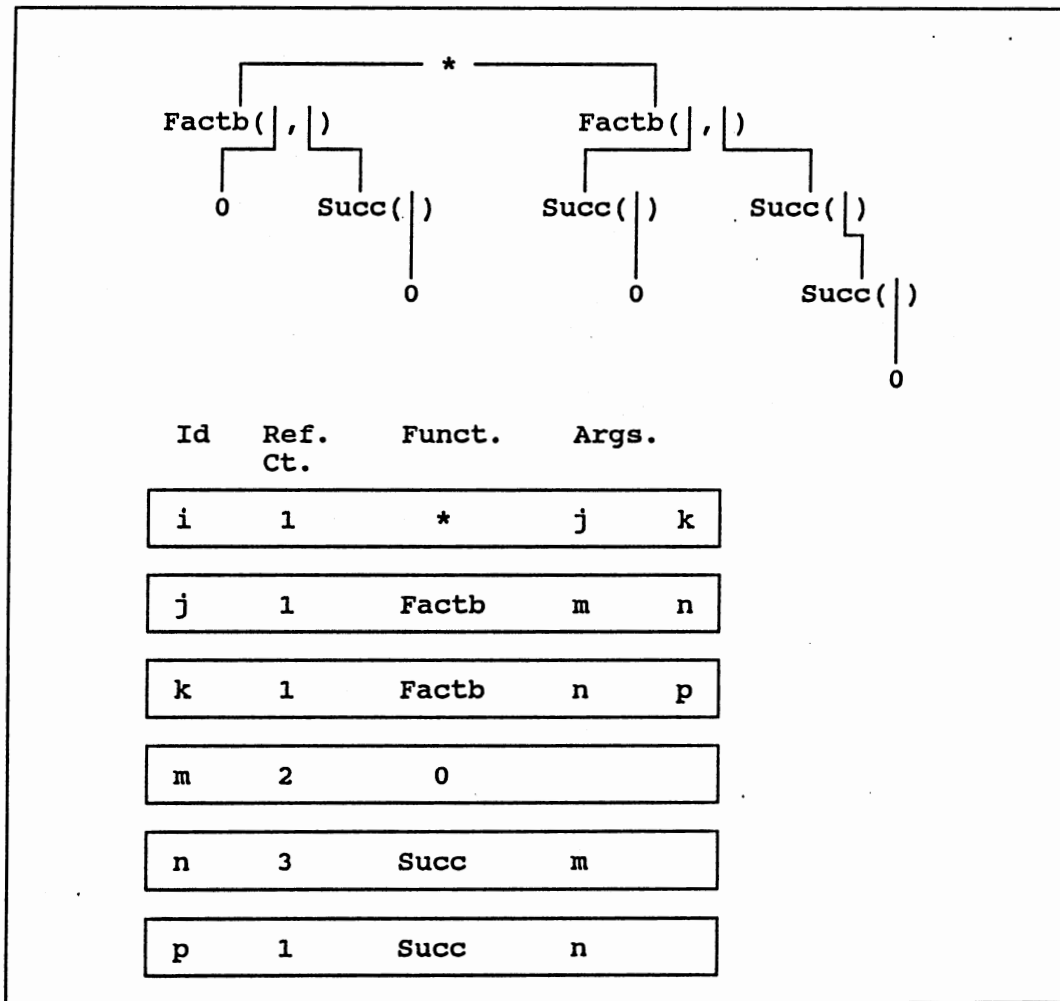 *
Factb( , ) Factb( , )
0 Succ( ) Succ( ) Succ( )
0 0 Succ( )
0
Id Ref. Ct. Funct. Args.
i 1 * j k
j 1 Factb m n
k 1 Factb n p
m 2 0
n 3 Succ m
p 1 Succ n